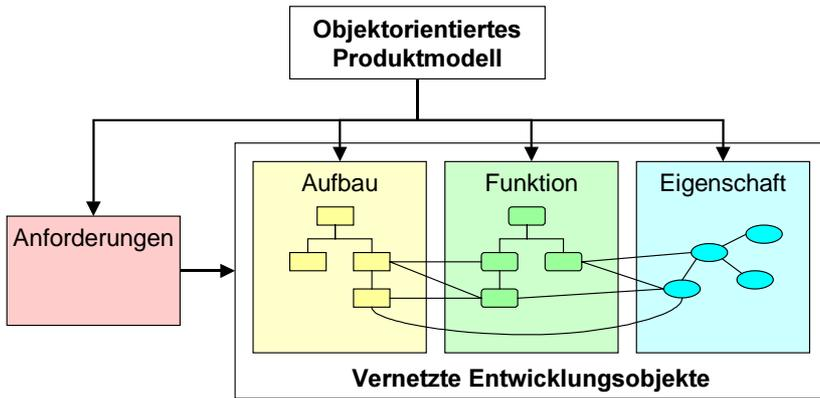 Objektorientiertes
Produktmodell
Aufbau
Funktion
Eigenschaft
Anforderungen
Vernetzte Entwicklungsobjekte